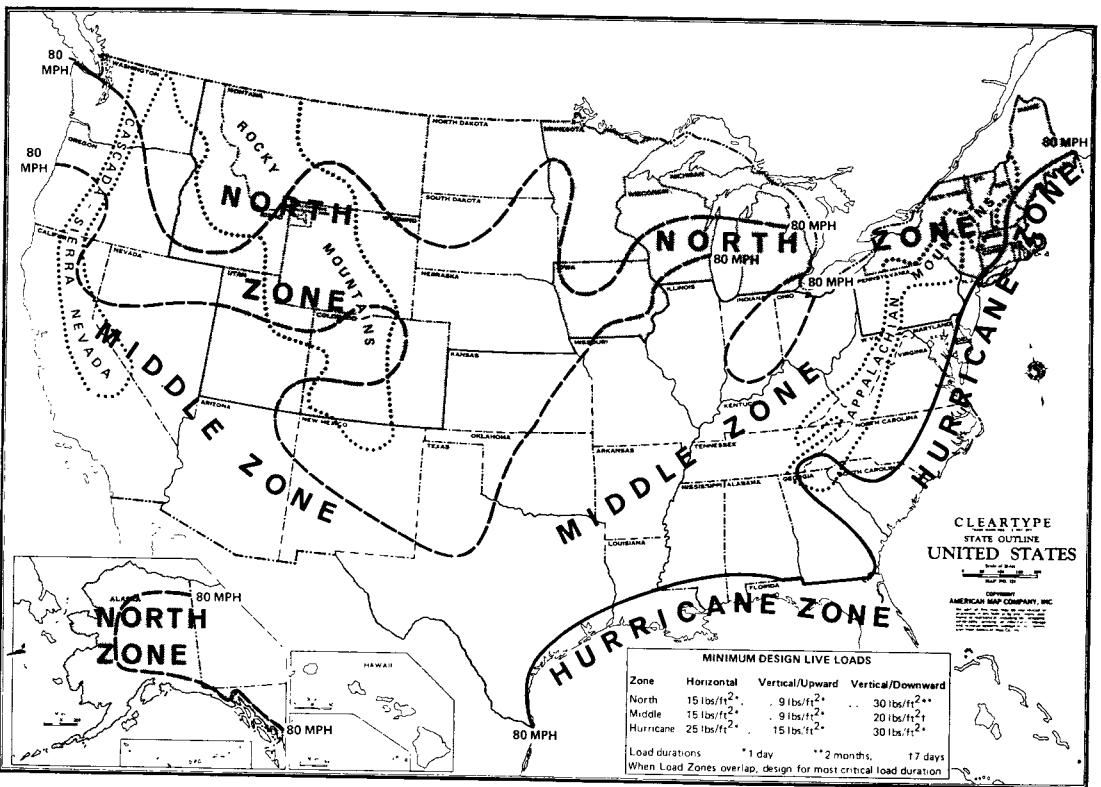 80
MPH
WASHINGTON
MONTANA
NORTH DAKOTA
MINNESOTA
MAINE
80 MPH
CASCADE
ROCKY
OREGON
80
MPH
NORTH
WISCONSIN
MICHIGAN
SOUTH DAKOTA
80 MPH
NORTH
ZONE
SIERRA
MOUNTAINS
80 MPH
NEVADA
UTAH
ZONE
NEBRASKA
IOWA
ILLINOIS
INDIANA
OHIO
80 MPH
PENNSYLVANIA
COLORADO
NEVADA
MIDDLE
KANSAS
MISSOURI
MARYLAND
VIRGINIA
APPALACHIAN
MOUNTAINS
HURRICANE ZONE
ARIZONA
NEW MEXICO
KENTUCKY
OKLAHOMA
TEXAS
ARKANSAS
TENNESSEE
NORTH CAROLINA
ZONE
MIDDLE
ZONE
MISSISSIPPI
ALABAMA
GEORGIA
SOUTH CAROLINA
HURRICANE
LOUISIANA
FLORIDA
HURRICANE ZONE
CLEARTYPE
STATE OUTLINE
UNITED STATES
COPYRIGHT
AMERICAN MAP COMPANY, INC
ALASKA
80 MPH
NORTH
ZONE
HAWAII
80 MPH
80 MPH
MINIMUM DESIGN LIVE LOADS
Zone Horizontal Vertical/Upward Vertical/Downward
North 15 lbs/ft2* 9 lbs/ft2* 30 lbs/ft2**
Middle 15 lbs/ft2* 9 lbs/ft2* 20 lbs/ft2†
Hurricane 25 lbs/ft2* 15 lbs/ft2* 30 lbs/ft2*
Load durations *1 day **2 months, †7 days
When Load Zones overlap, design for most critical load duration